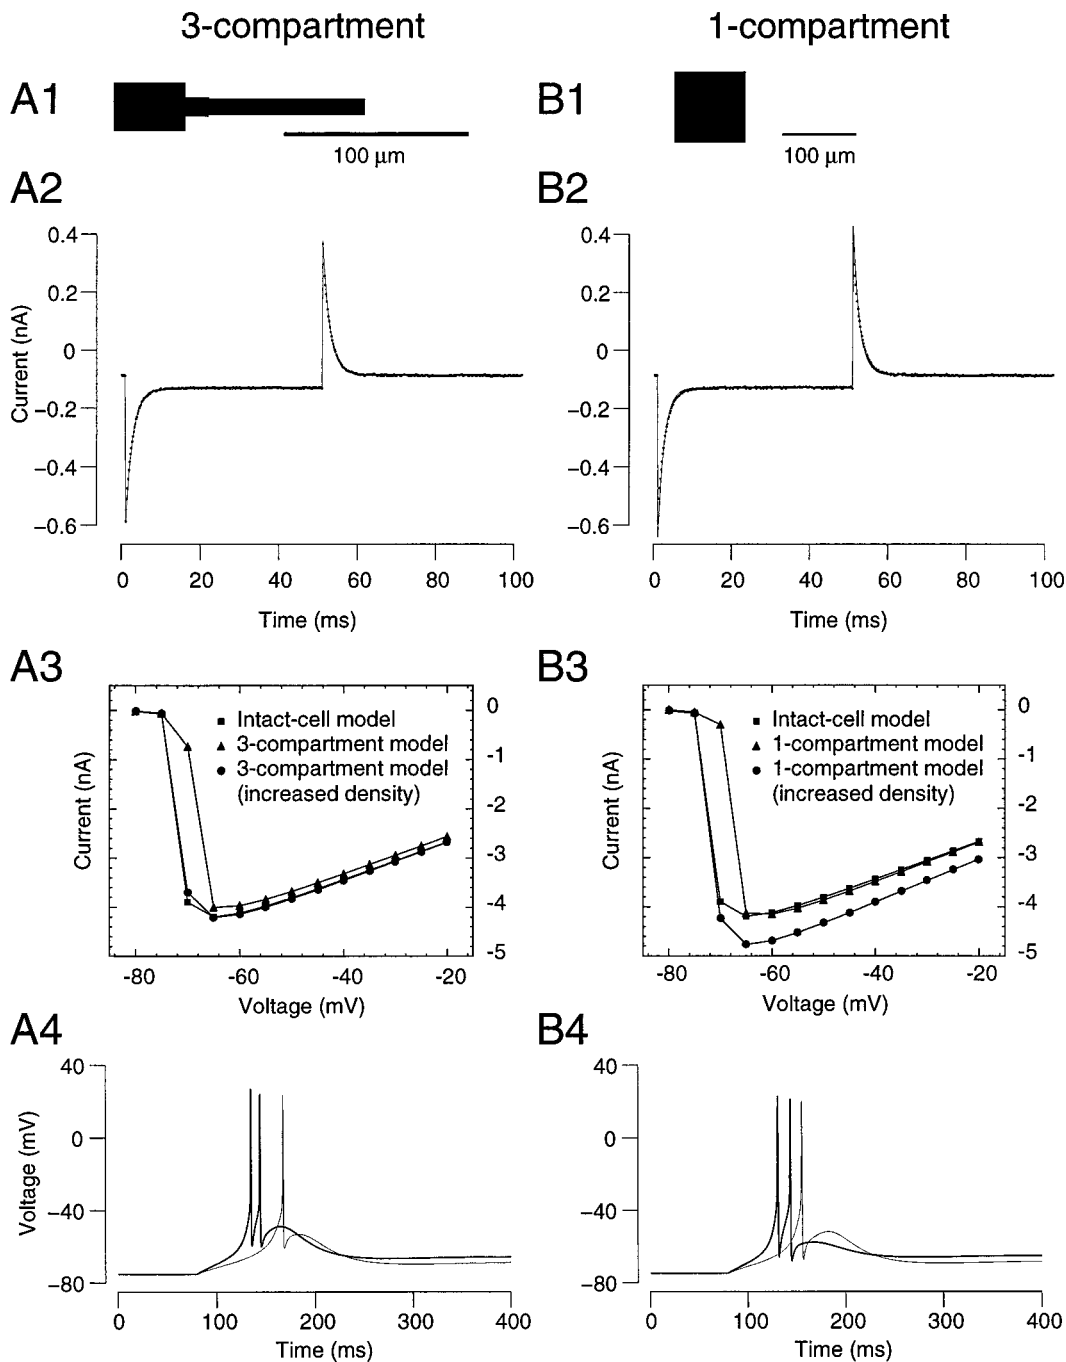 3-compartment
1-compartment
A1
100 µm
B1
100 µm
A2
0.4
0.2
0
−0.2
−0.4
−0.6
Current (nA)
0
20
40
60
80
100
Time (ms)
B2
0.4
0.2
0
−0.2
−0.4
−0.6
0
20
40
60
80
100
Time (ms)
A3
Intact-cell model
3-compartment model
3-compartment model
(increased density)
0
-1
-2
-3
-4
-5
Current (nA)
-80
-60
-40
-20
Voltage (mV)
B3
Intact-cell model
1-compartment model
1-compartment model
(increased density)
0
-1
-2
-3
-4
-5
Current (nA)
-80
-60
-40
-20
Voltage (mV)
A4
40
0
−40
−80
Voltage (mV)
0
100
200
300
400
Time (ms)
B4
40
0
−40
−80
0
100
200
300
400
Time (ms)